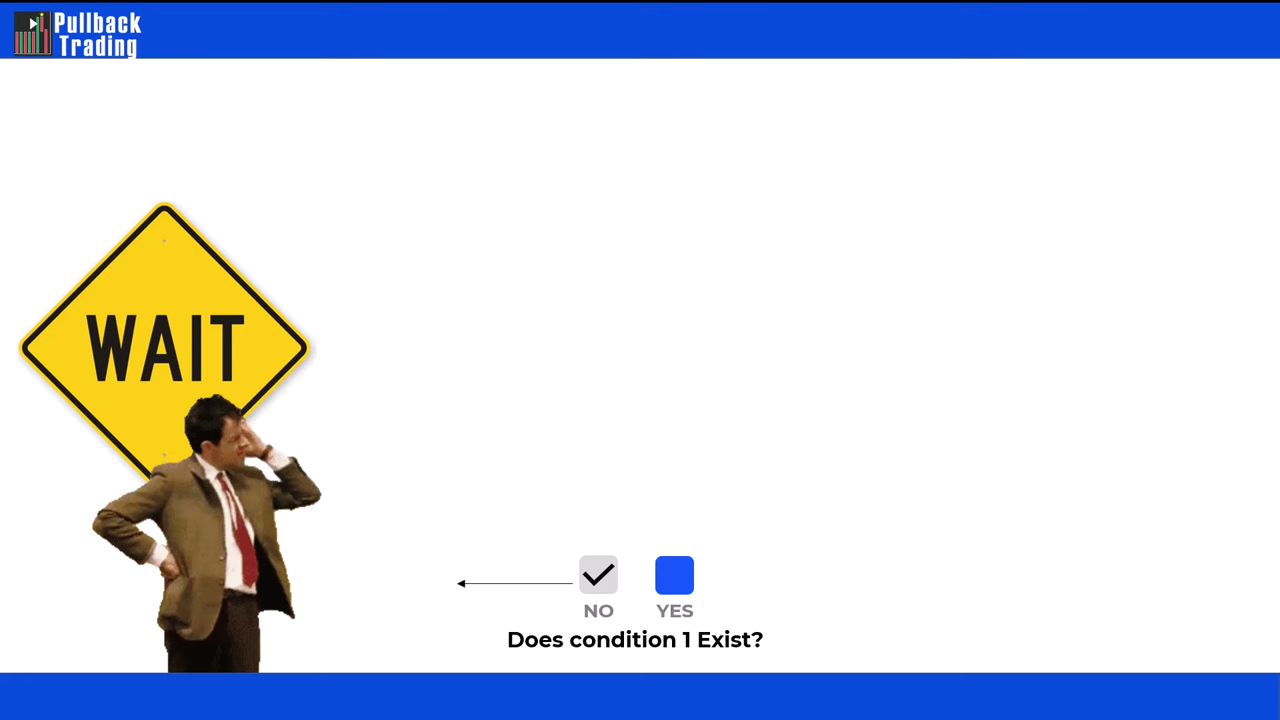 Pullback
Trading
WAIT
NO YES
Does condition 1 Exist?